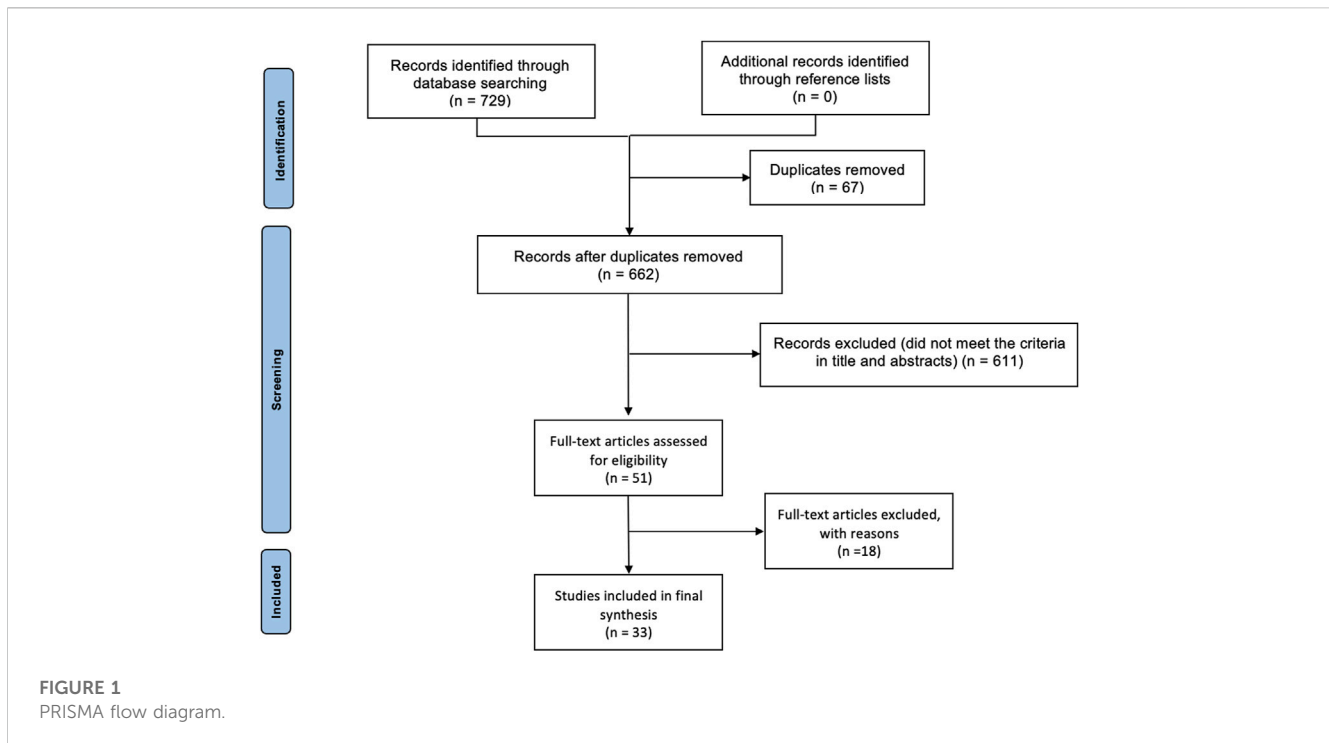 Identification
Records identified through
database searching
(n = 729)
Additional records identified
through reference lists
(n = 0)
Duplicates removed
(n = 67)
Screening
Records after duplicates removed
(n = 662)
Records excluded (did not meet the criteria
in title and abstracts) (n = 611)
Full-text articles assessed
for eligibility
(n = 51)
Full-text articles excluded,
with reasons
(n =18)
Included
Studies included in final
synthesis
(n = 33)
FIGURE 1
PRISMA flow diagram.